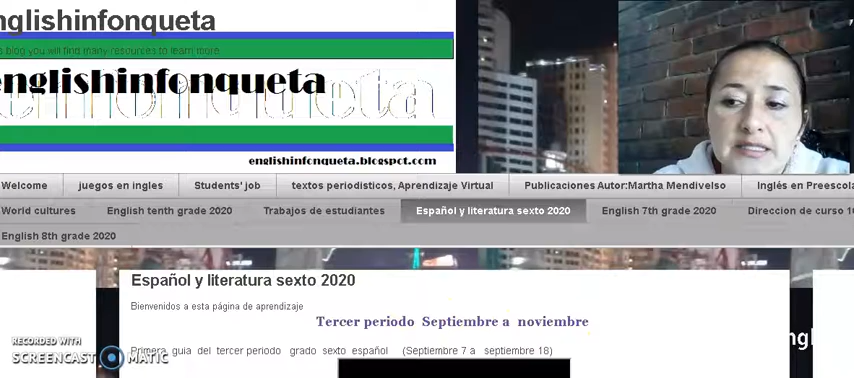 nglishinfonqueta
s blog you will find many resources to learn more.
englishinfonqueta
englishinfonqueta.blogspot.com
Welcome juegos en ingles Students' job textos periodisticos, Aprendizaje Virtual Publicaciones Autor:Martha Mendivelso Inglés en Preescola
World cultures English tenth grade 2020 Trabajos de estudiantes Español y literatura sexto 2020 English 7th grade 2020 Direccion de curso 10
English 8th grade 2020
Español y literatura sexto 2020
Bienvenidos a esta página de aprendizaje
Tercer periodo Septiembre a noviembre
Primera guia del tercer periodo grado sexto español (Septiembre 7 a septiembre 18)
RECORDED WITH
SCREENCAST MATIC